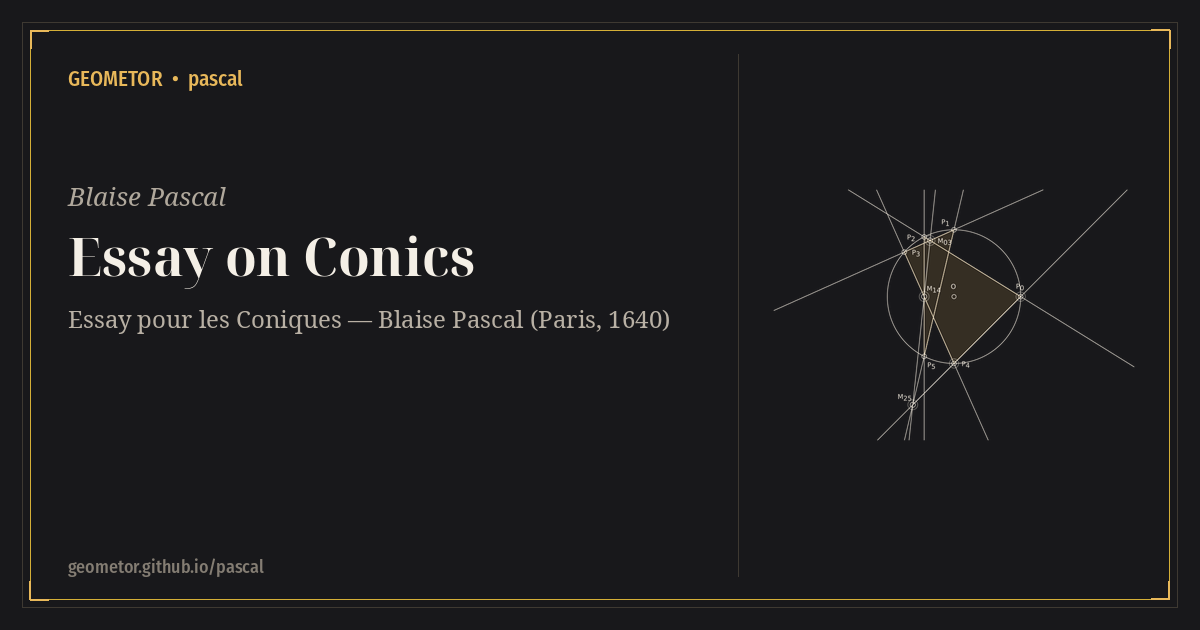 GEOMETOR • pascal
Blaise Pascal
Essay on Conics
Essay pour les Coniques — Blaise Pascal (Paris, 1640)
geometor.github.io/pascal
P1
P2
M03
P3
M14
O
P0
P5
P4
M25